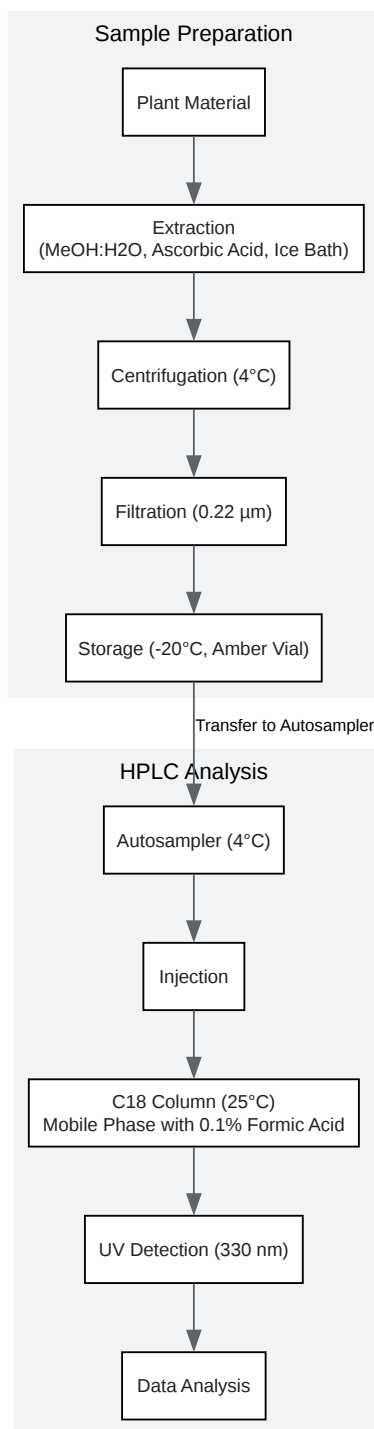 Sample Preparation
Plant Material
Extraction
(MeOH:H2O, Ascorbic Acid, Ice Bath)
Centrifugation (4°C)
Filtration (0.22 µm)
Storage (-20°C, Amber Vial)
Transfer to Autosampler
HPLC Analysis
Autosampler (4°C)
Injection
C18 Column (25°C)
Mobile Phase with 0.1% Formic Acid
UV Detection (330 nm)
Data Analysis